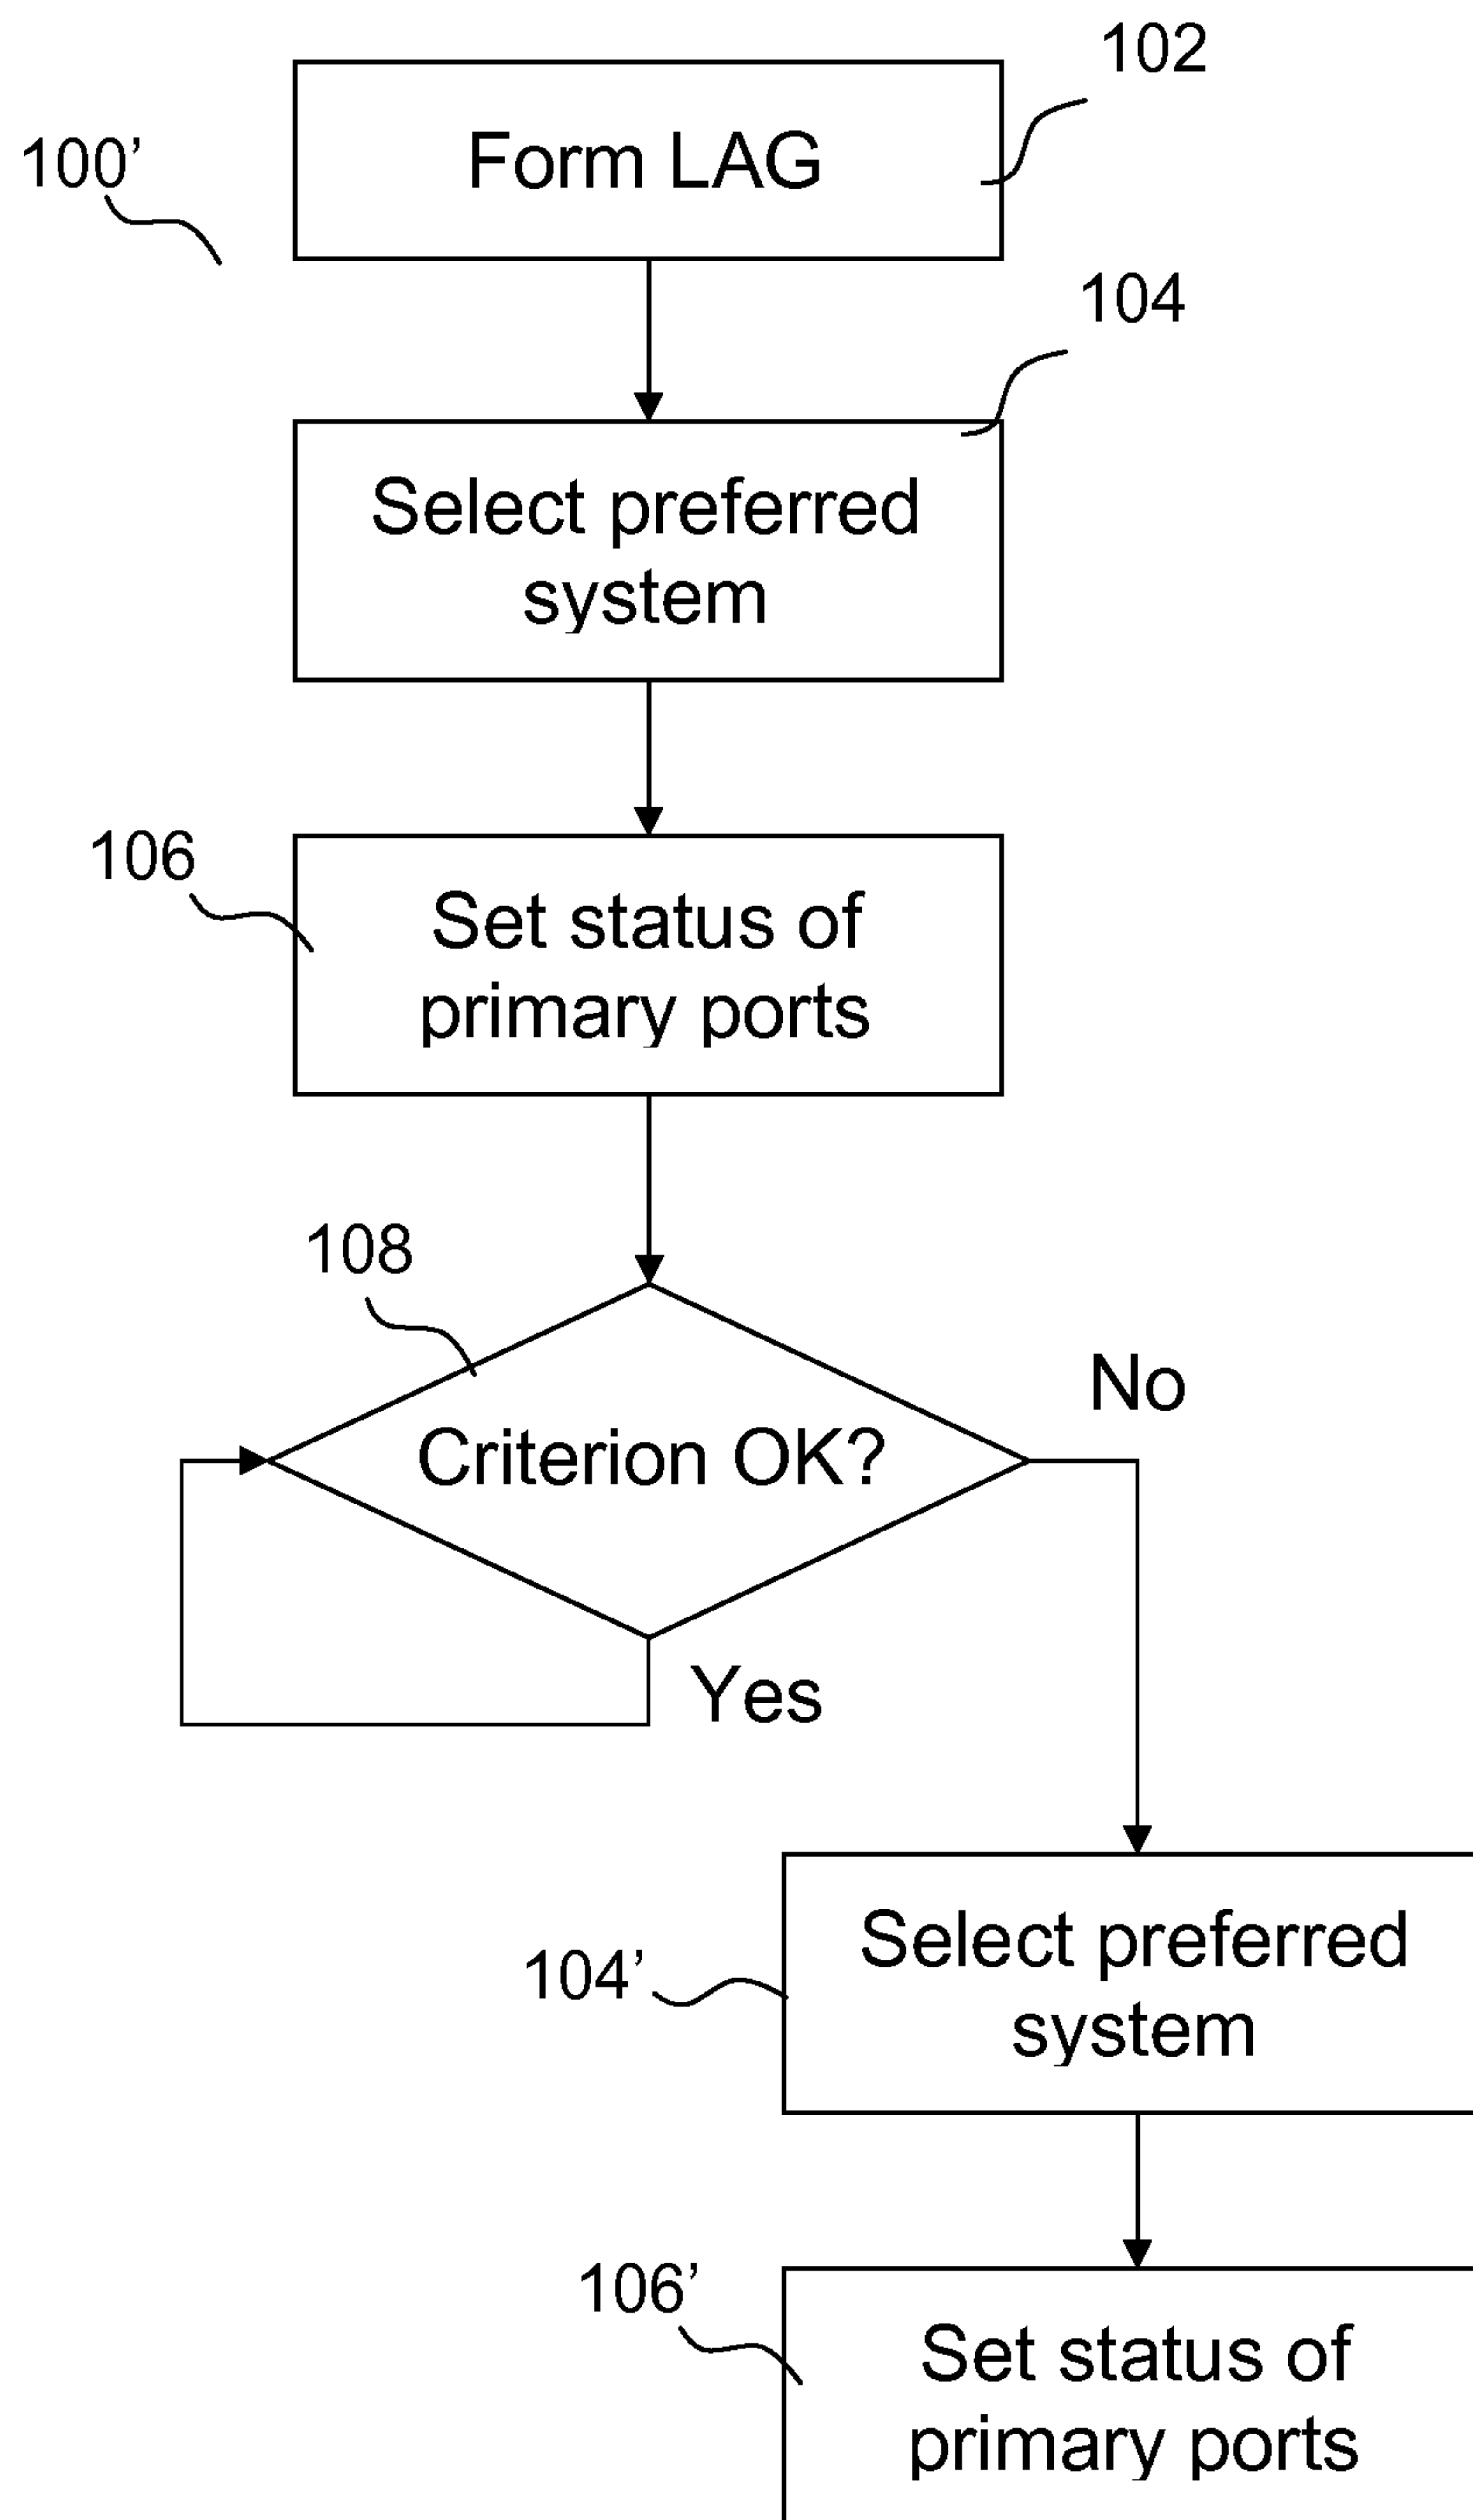 102
100’
Form LAG
104
Select preferred
system
106
Set status of
primary ports
108
No
Criterion OK?
Yes
Select preferred
104’
system
106’
Set status of
primary ports